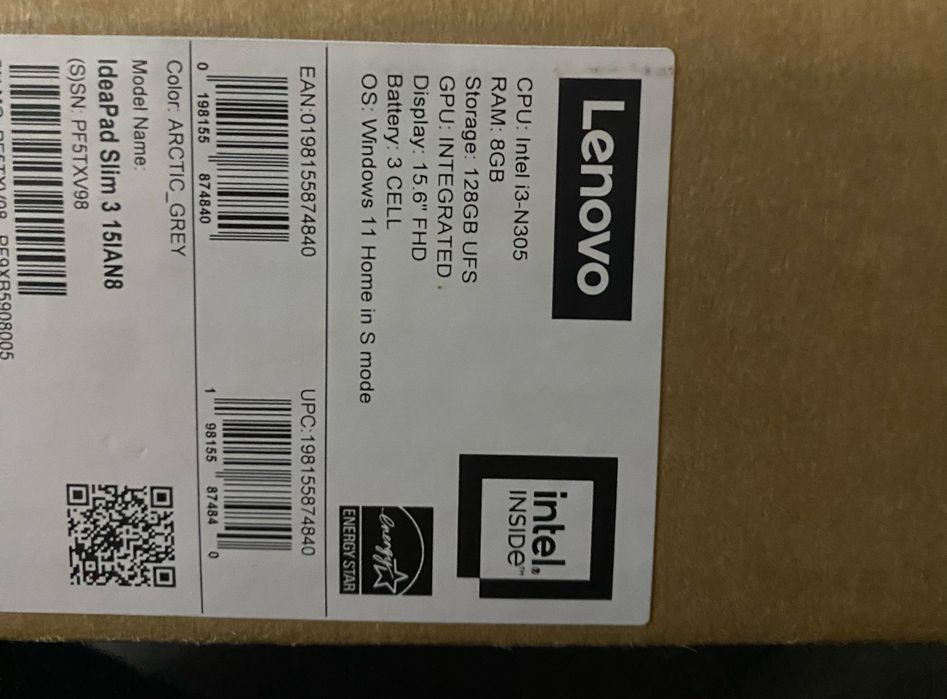 Lenovo
CPU: Intel i3-N305
RAM: 8GB
Storage: 128GB UFS
GPU: INTEGRATED
Display: 15.6" FHD
Battery: 3 CELL
OS: Windows 11 Home in S mode
intel®
INSIDE™
energy
ENERGY STAR
EAN:0198155874840
0 198155 874840
UPC:198155874840
1 98155 87484 0
Color: ARCTIC_GREY
Model Name:
IdeaPad Slim 3 15IAN8
(S)SN: PF5TXV98